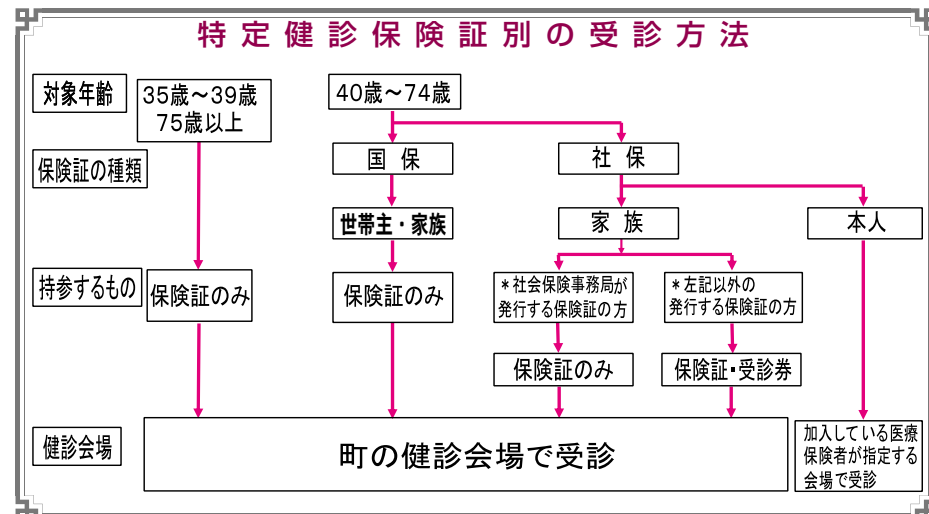 特定健診保険証別の受診方法
対象年齢
35歳～39歳
75歳以上
40歳～74歳
保険証の種類
国保
社保
世帯主・家族
家族
本人
持参するもの
保険証のみ
保険証のみ
＊社会保険事務局が
発行する保険証の方
＊左記以外の
発行する保険証の方
保険証のみ
保険証・受診券
健診会場
町の健診会場で受診
加入している医療
保険者が指定する
会場で受診